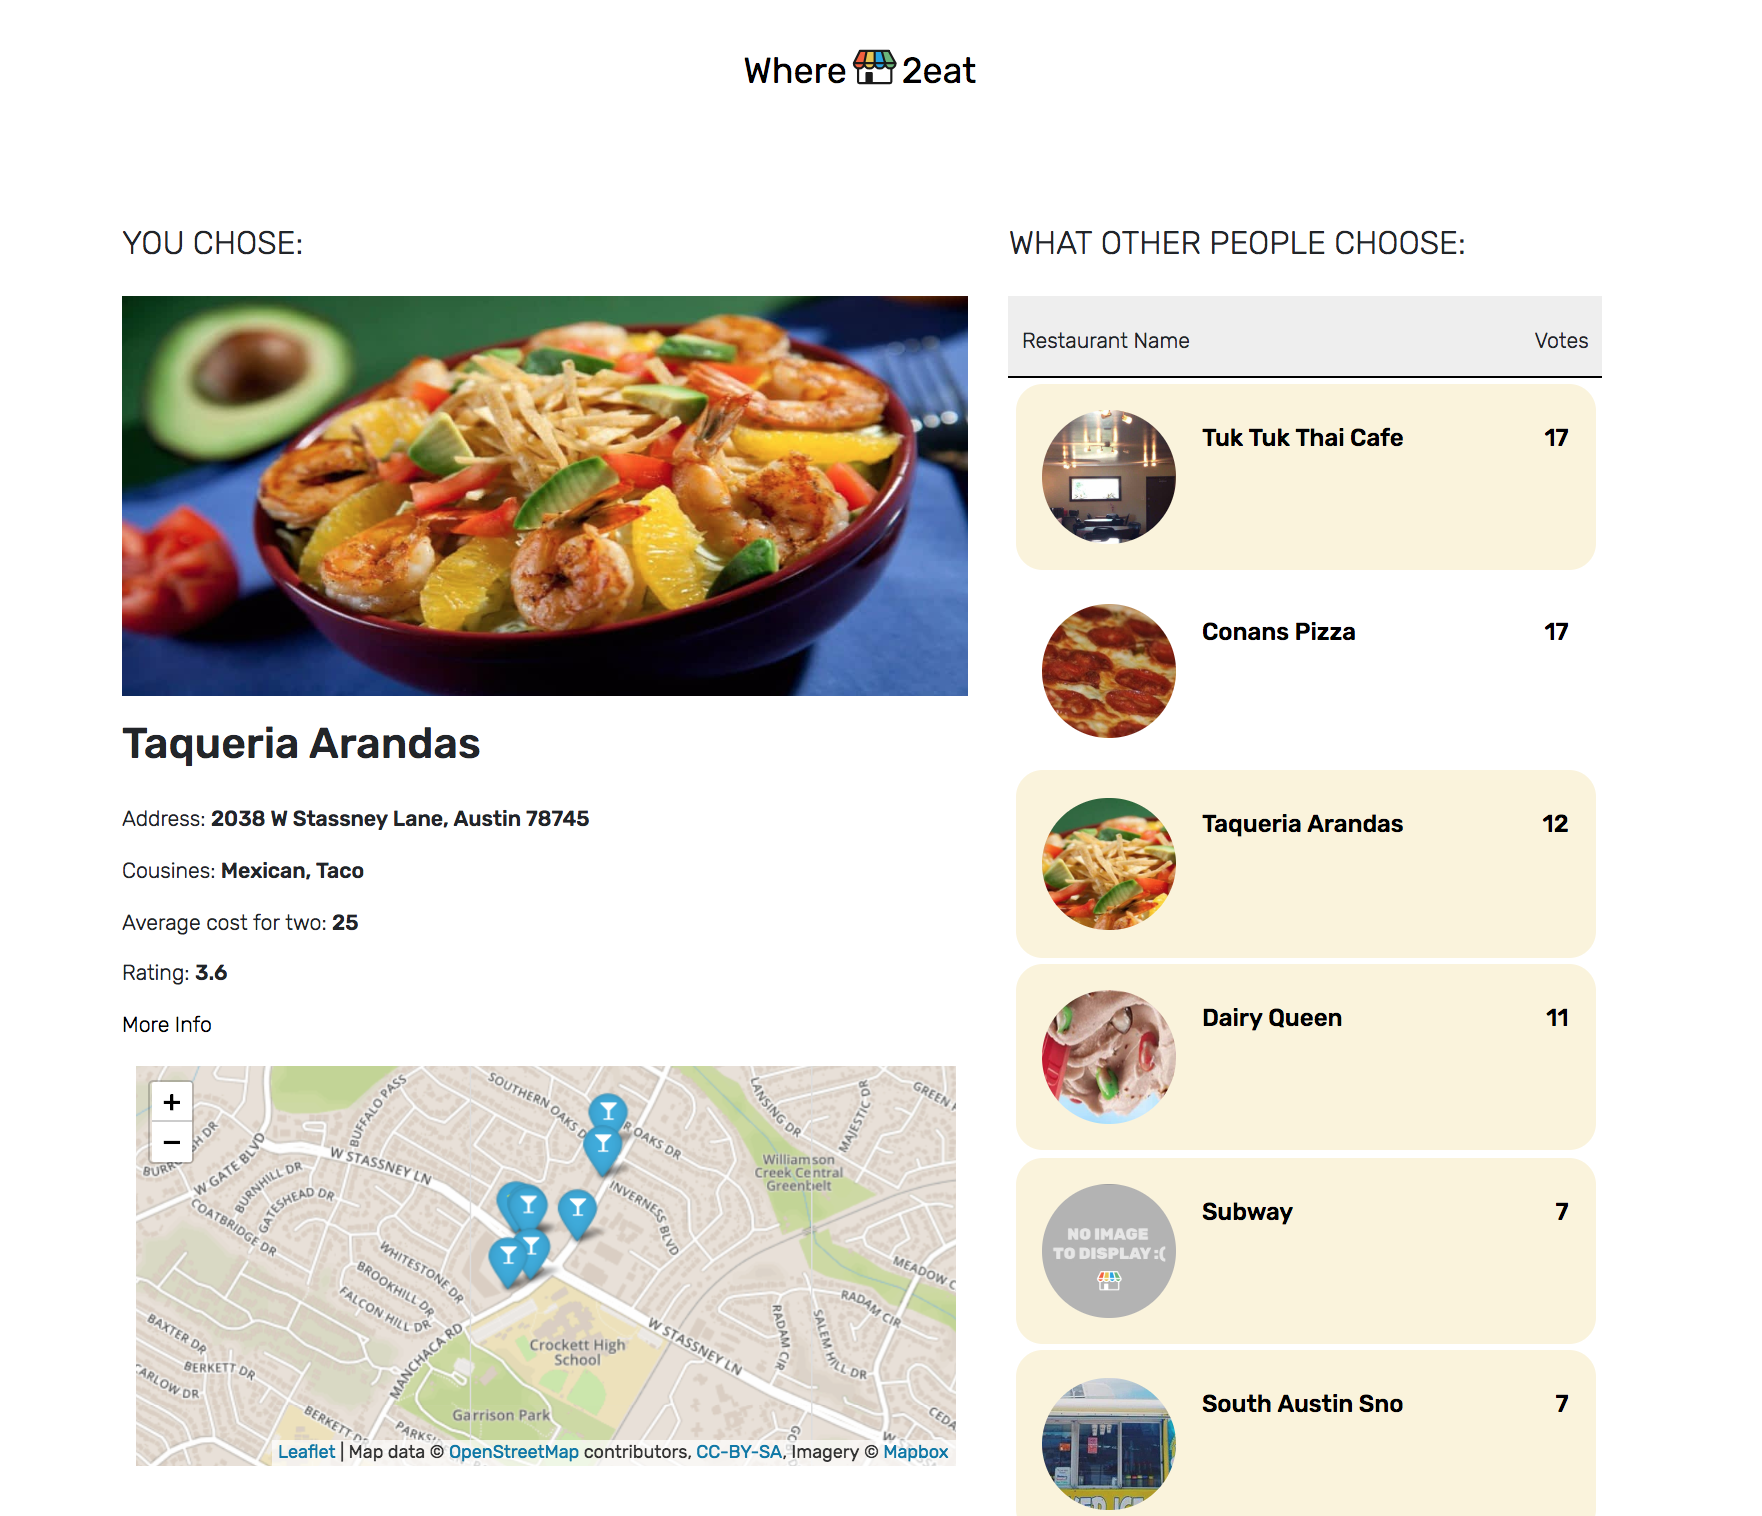 Where 2eat
YOU CHOSE:
Taqueria Arandas
Address: 2038 W Stassney Lane, Austin 78745
Cousines: Mexican, Taco
Average cost for two: 25
Rating: 3.6
More Info
+
−
BUFFALO PASS
SOUTHERN OAKS D
R OAKS DR
LANSING DR
MAJESTIC DR
GREEN
W GATE BLVD
BURNHILL DR
GATESHEAD DR
COATBRIDGE DR
W STASSNEY LN
INVERNESS BLVD
Williamson
Creek Central
Greenbelt
WHITESTONE DR
BROOKHILL DR
FALCON HILL DR
MEADOW C
RADAM CIR
RADAM CIR
SALEM HILL DR
BAXTER DR
BERKETT DR
CARLOW DR
MANCHACA RD
Crockett High
School
W STASSNEY LN
Garrison Park
BERKETT D
PARKS
CEDA
W S
Leaflet | Map data © OpenStreetMap contributors, CC-BY-SA, Imagery © Mapbox
WHAT OTHER PEOPLE CHOOSE:
Restaurant Name Votes
Tuk Tuk Thai Cafe 17
Conans Pizza 17
Taqueria Arandas 12
Dairy Queen 11
Subway 7
NO IMAGE
TO DISPLAY :(
South Austin Sno 7